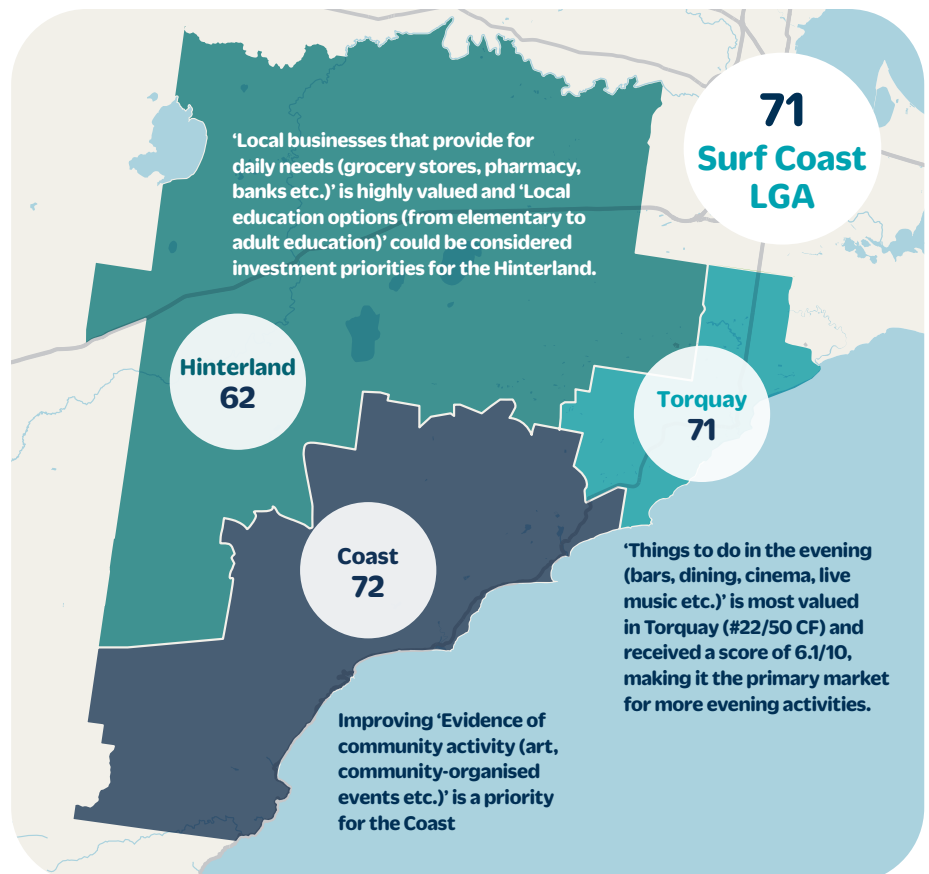 ‘Local businesses that provide for
daily needs (grocery stores, pharmacy,
banks etc.)’ is highly valued and ‘Local
education options (from elementary to
adult education)’ could be considered
investment priorities for the Hinterland.
71
Surf Coast
LGA
Hinterland
62
Torquay
71
Coast
72
‘Things to do in the evening
(bars, dining, cinema, live
music etc.)’ is most valued
in Torquay (#22/50 CF) and
received a score of 6.1/10,
making it the primary market
for more evening activities.
Improving ‘Evidence of
community activity (art,
community-organised
events etc.)’ is a priority
for the Coast